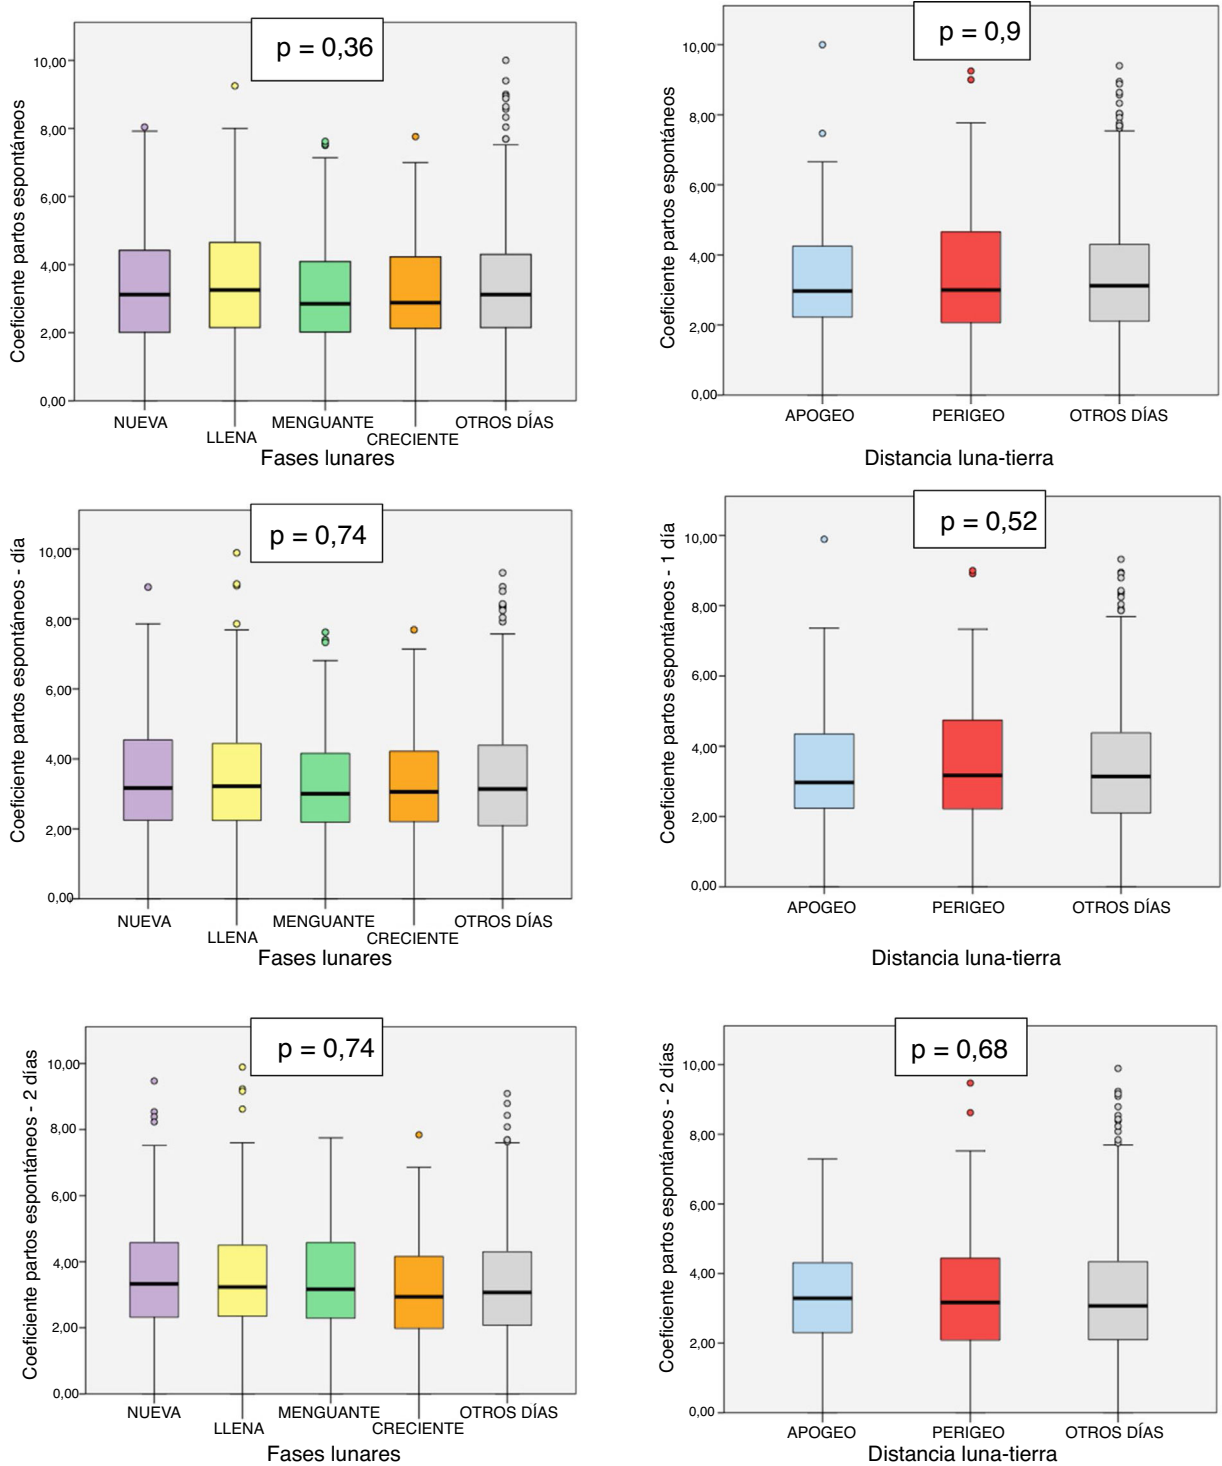 p = 0,36
Coeficiente partos espontáneos
10,00
8,00
6,00
4,00
2,00
0,00
NUEVA
LLENA
MENGUANTE
CRECIENTE
OTROS DÍAS
Fases lunares
p = 0,9
Coeficiente partos espontáneos
10,00
8,00
6,00
4,00
2,00
0,00
APOGEO
PERIGEO
OTROS DÍAS
Distancia luna-tierra
p = 0,74
Coeficiente partos espontáneos - día
10,00
8,00
6,00
4,00
2,00
0,00
NUEVA
LLENA
MENGUANTE
CRECIENTE
OTROS DÍAS
Fases lunares
p = 0,52
Coeficiente partos espontáneos - 1 día
10,00
8,00
6,00
4,00
2,00
0,00
APOGEO
PERIGEO
OTROS DÍAS
Distancia luna-tierra
p = 0,74
Coeficiente partos espontáneos - 2 días
10,00
8,00
6,00
4,00
2,00
0,00
NUEVA
LLENA
MENGUANTE
CRECIENTE
OTROS DÍAS
Fases lunares
p = 0,68
Coeficiente partos espontáneos - 2 días
10,00
8,00
6,00
4,00
2,00
0,00
APOGEO
PERIGEO
OTROS DÍAS
Distancia luna-tierra